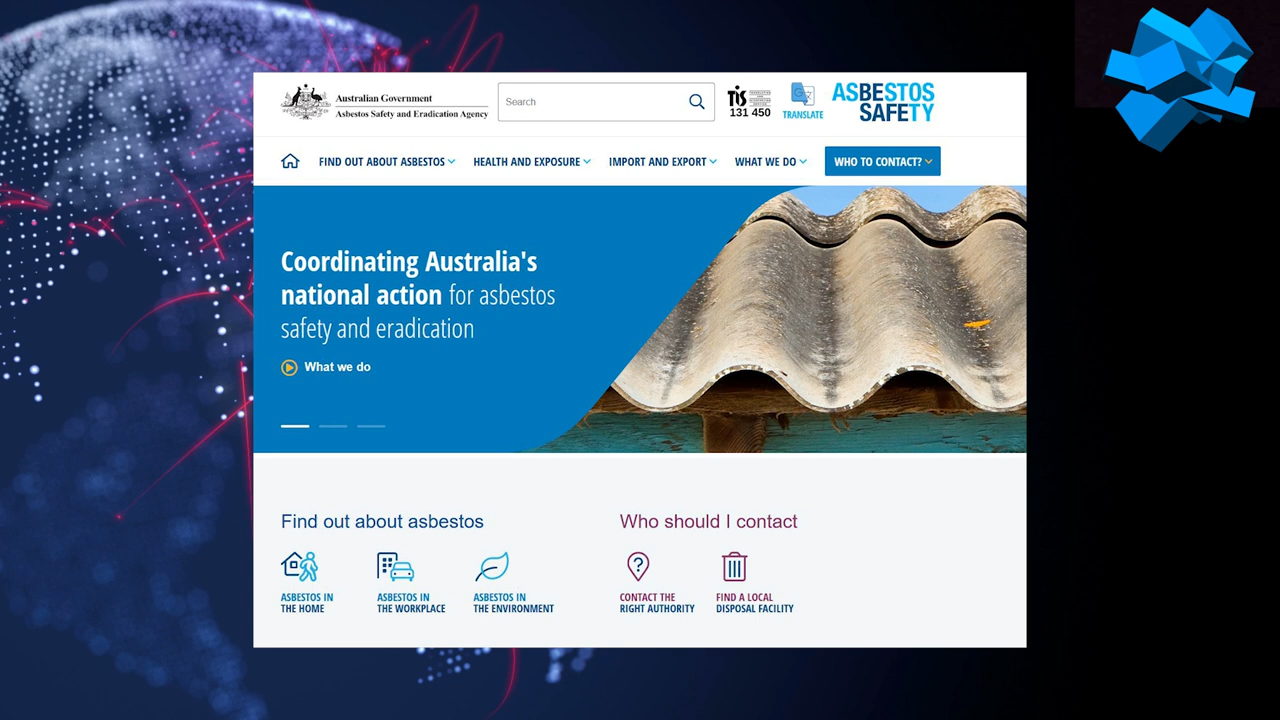 Australian Government
Asbestos Safety and Eradication Agency
Search
TIS
131 450
TRANSLATE
ASBESTOS
SAFETY
FIND OUT ABOUT ASBESTOS
HEALTH AND EXPOSURE
IMPORT AND EXPORT
WHAT WE DO
WHO TO CONTACT?
Coordinating Australia's
national action for asbestos
safety and eradication
What we do
Find out about asbestos
ASBESTOS IN
THE HOME
ASBESTOS IN
THE WORKPLACE
ASBESTOS IN
THE ENVIRONMENT
Who should I contact
CONTACT THE
RIGHT AUTHORITY
FIND A LOCAL
DISPOSAL FACILITY